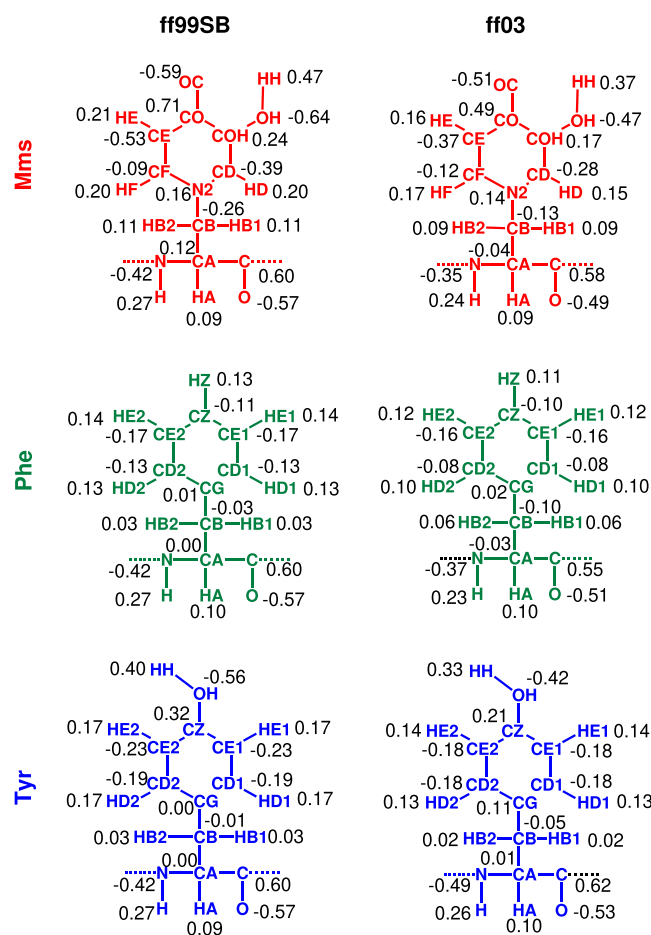 ff99SB ff03
Mms
-0.59 OC
HH 0.47
0.21 HE 0.71 CO OH -0.64
-0.53 CE COH 0.24
-0.09 CF CD -0.39
0.20 HF 0.16 N2 HD 0.20
-0.26
0.11 HB2 CB HB1 0.11
0.12
N CA C
-0.42 0.60
0.27 H HA O -0.57
0.09
-0.51 OC
HH 0.37
0.16 HE 0.49 CO OH -0.47
-0.37 CE COH 0.17
-0.12 CF CD -0.28
0.17 HF 0.14 N2 HD 0.15
-0.13
0.09 HB2 CB HB1 0.09
-0.04
N CA C
-0.35 0.58
0.24 H HA O -0.49
0.09
Phe
HZ 0.13
-0.11
0.14 HE2 CZ HE1 0.14
-0.17 CE2 CE1 -0.17
-0.13 CD2 CD1 -0.13
0.13 HD2 0.01 CG HD1 0.13
-0.03
0.03 HB2 CB HB1 0.03
0.00
N CA C
-0.42 0.60
0.27 H HA O -0.57
0.10
HZ 0.11
-0.10
0.12 HE2 CZ HE1 0.12
-0.16 CE2 CE1 -0.16
-0.08 CD2 CD1 -0.08
0.10 HD2 0.02 CG HD1 0.10
-0.10
0.06 HB2 CB HB1 0.06
-0.03
N CA C
-0.37 0.55
0.23 H HA O -0.51
0.10
Tyr
0.40 HH -0.56
OH
0.32
0.17 HE2 CZ HE1 0.17
-0.23 CE2 CE1 -0.23
-0.19 CD2 CD1 -0.19
0.17 HD2 0.00 CG HD1 0.17
-0.01
0.03 HB2 CB HB1 0.03
0.00
N CA C
-0.42 0.60
0.27 H HA O -0.57
0.09
0.33 HH -0.42
OH
0.21
0.14 HE2 CZ HE1 0.14
-0.18 CE2 CE1 -0.18
-0.18 CD2 CD1 -0.18
0.13 HD2 0.11 CG HD1 0.13
-0.05
0.02 HB2 CB HB1 0.02
0.01
N CA C
-0.49 0.62
0.26 H HA O -0.53
0.10